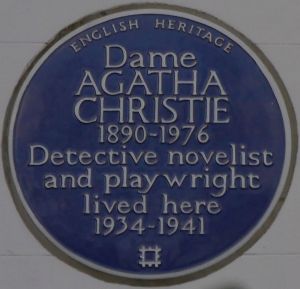 ENGLISH HERITAGE
Dame
AGATHA
CHRISTIE
1890-1976
Detective novelist
and playwright
lived here
1934-1941